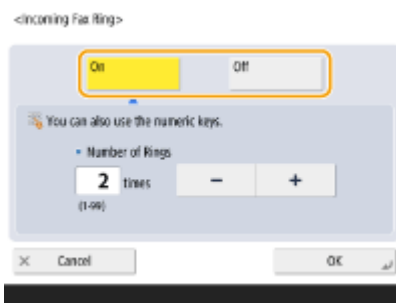 <Incoming Fax Ring>
On Off
You can also use the numeric keys.
• Number of Rings
2 times − +
(1-99)
× Cancel OK